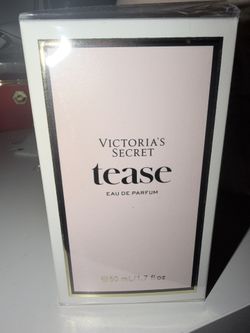 VICTORIA'S
SECRET
tease
EAU DE PARFUM
℮50 mL/1.7 fl oz